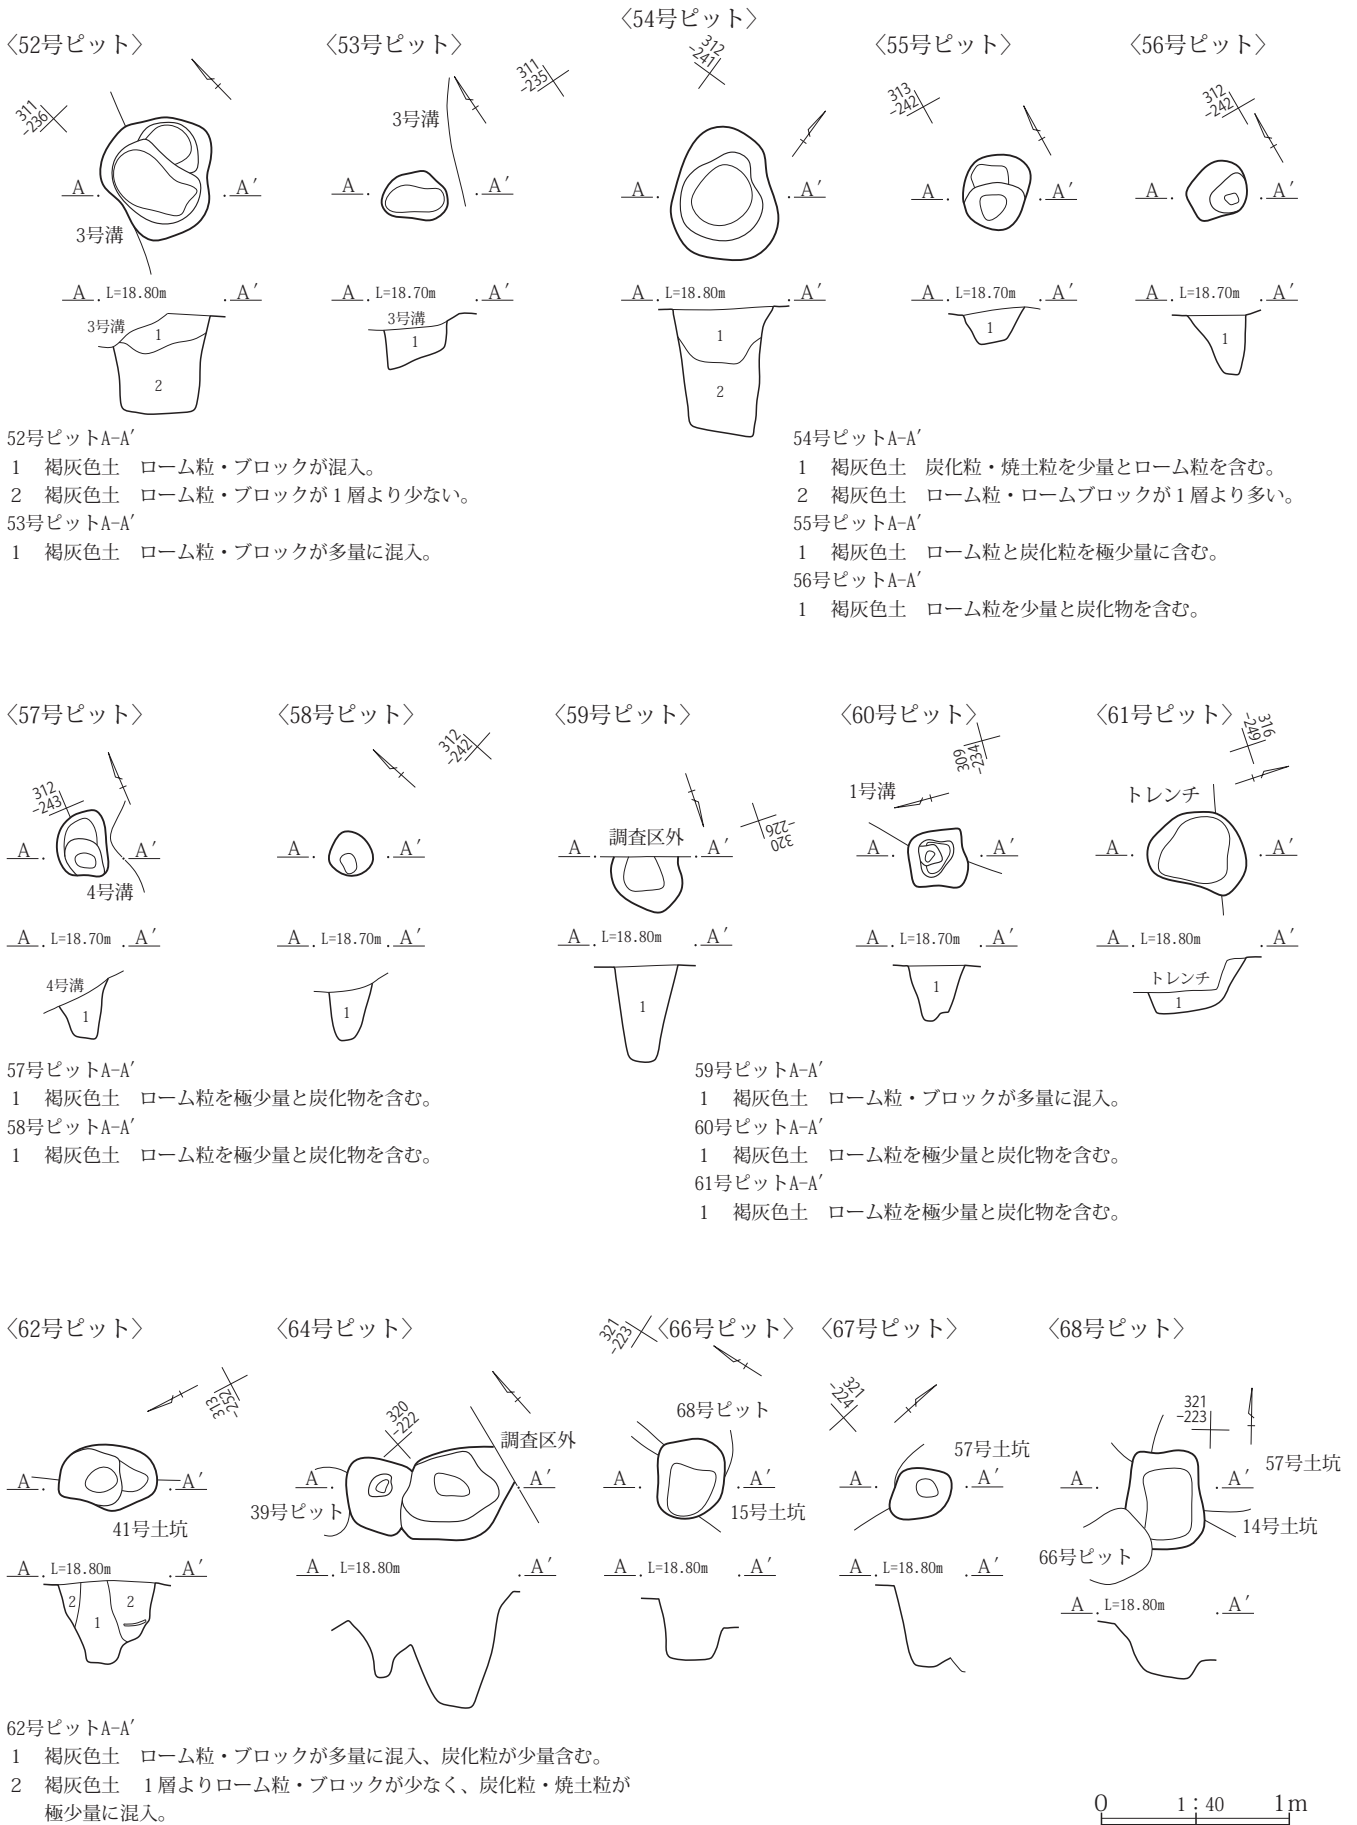 〈52号ピット〉
311
-236
A . . A′
3号溝
A . L=18.80m . A′
3号溝
1
2
〈53号ピット〉
311
-235
3号溝
A . . A′
A . L=18.70m . A′
3号溝
1
〈54号ピット〉
312
-241
A . . A′
A . L=18.80m . A′
1
2
〈55号ピット〉
313
-242
A . . A′
A . L=18.70m . A′
1
〈56号ピット〉
312
-242
A . . A′
A . L=18.70m . A′
1
52号ピットA-A′
1 褐灰色土 ローム粒・ブロックが混入。
2 褐灰色土 ローム粒・ブロックが1層より少ない。
53号ピットA-A′
1 褐灰色土 ローム粒・ブロックが多量に混入。
54号ピットA-A′
1 褐灰色土 炭化粒・焼土粒を少量とローム粒を含む。
2 褐灰色土 ローム粒・ロームブロックが1層より多い。
55号ピットA-A′
1 褐灰色土 ローム粒と炭化粒を極少量に含む。
56号ピットA-A′
1 褐灰色土 ローム粒を少量と炭化物を含む。
〈57号ピット〉
312
-243
A . . A′
4号溝
A . L=18.70m . A′
4号溝
1
〈58号ピット〉
312
-242
A . . A′
A . L=18.70m . A′
1
〈59号ピット〉
調査区外
320
-226
A . . A′
A . L=18.80m . A′
1
〈60号ピット〉
309
-234
1号溝
A . . A′
A . L=18.70m . A′
1
〈61号ピット〉
316
-249
トレンチ
A . . A′
A . L=18.80m . A′
トレンチ
1
57号ピットA-A′
1 褐灰色土 ローム粒を極少量と炭化物を含む。
58号ピットA-A′
1 褐灰色土 ローム粒を極少量と炭化物を含む。
59号ピットA-A′
1 褐灰色土 ローム粒・ブロックが多量に混入。
60号ピットA-A′
1 褐灰色土 ローム粒を極少量と炭化物を含む。
61号ピットA-A′
1 褐灰色土 ローム粒を極少量と炭化物を含む。
〈62号ピット〉
313
-252
A . . A′
41号土坑
A . L=18.80m . A′
2
1
2
〈64号ピット〉
320
-222
調査区外
A . . A′
39号ピット
A . L=18.80m . A′
〈66号ピット〉
321
-223
68号ピット
A . . A′
15号土坑
A . L=18.80m . A′
〈67号ピット〉
321
-224
57号土坑
A . . A′
A . L=18.80m . A′
〈68号ピット〉
321
-223
57号土坑
A . . A′
14号土坑
66号ピット
A . L=18.80m . A′
62号ピットA-A′
1 褐灰色土 ローム粒・ブロックが多量に混入、炭化粒が少量含む。
2 褐灰色土 1層よりローム粒・ブロックが少なく、炭化粒・焼土粒が
極少量に混入。
0 1:40 1m